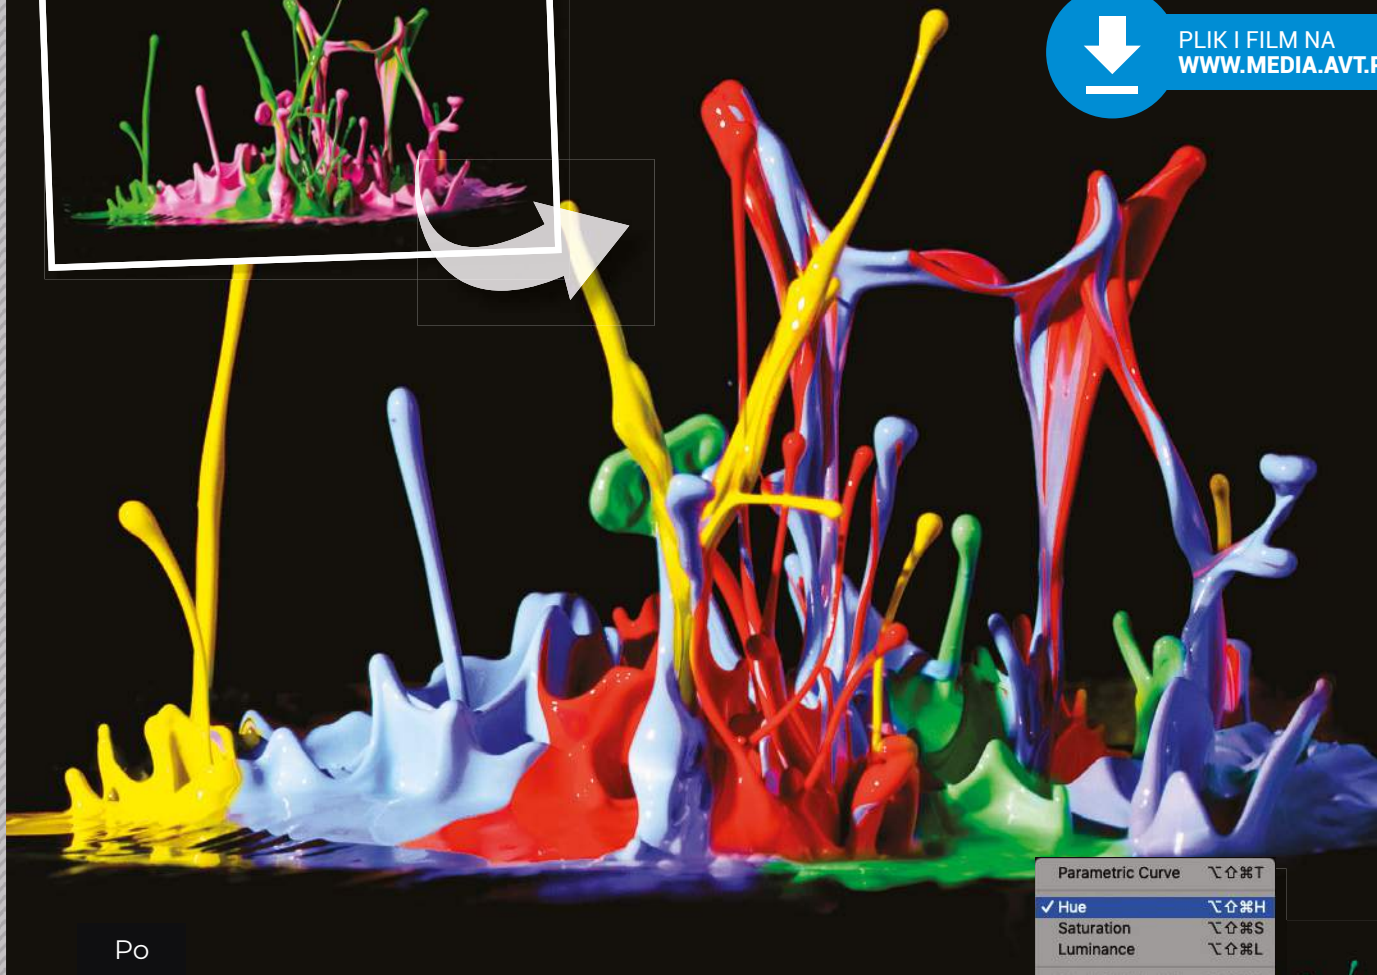 PLIK I FILM NA
WWW.MEDIA.AVT.P
Parametric Curve ⌥⇧⌘T
✓ Hue ⌥⇧⌘H
Saturation ⌥⇧⌘S
Luminance ⌥⇧⌘L
Po